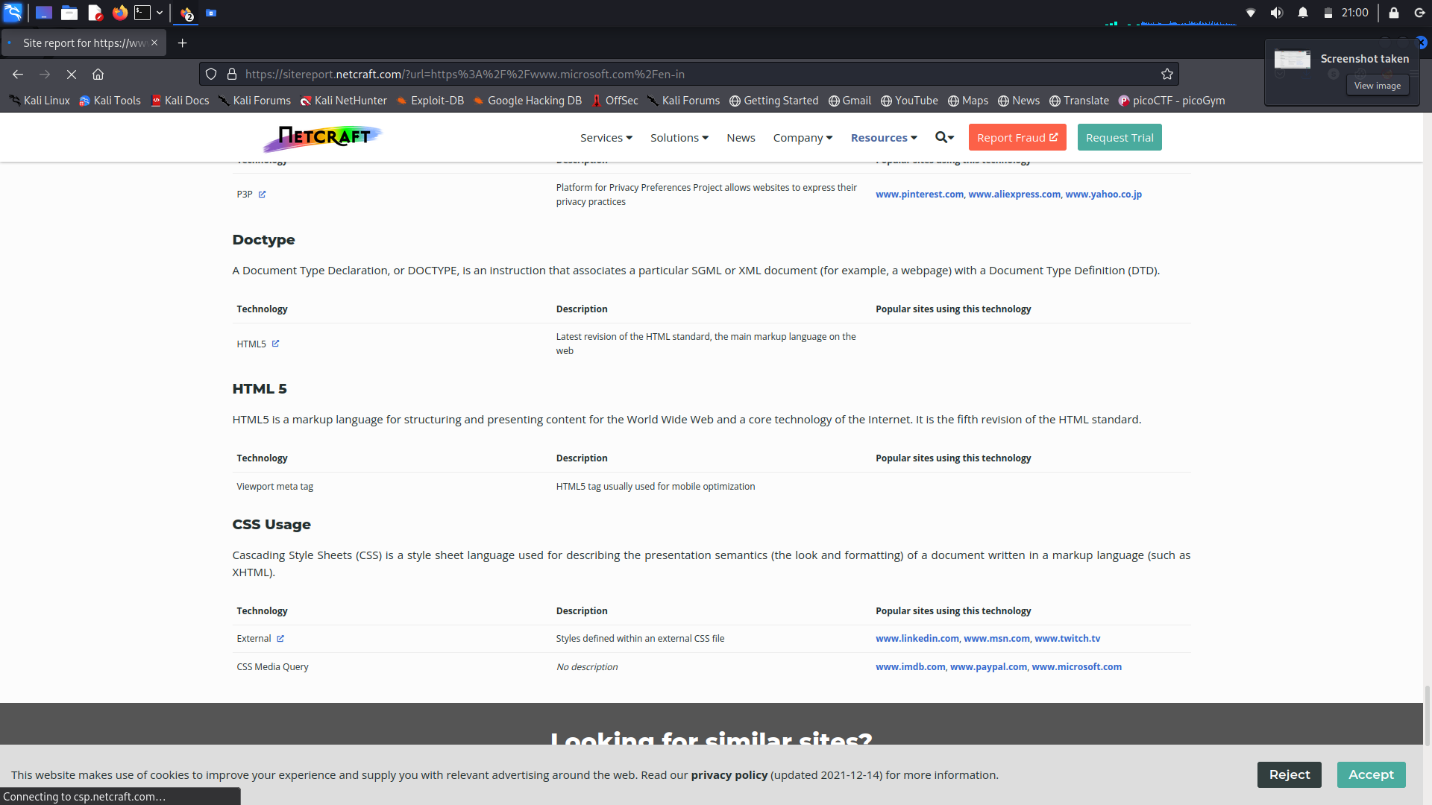 21:00
Site report for https://ww
Screenshot taken
View image
https://sitereport.netcraft.com/?url=https%3A%2F%2Fwww.microsoft.com%2Fen-in
Kali Linux Kali Tools Kali Docs Kali Forums Kali NetHunter Exploit-DB Google Hacking DB OffSec Kali Forums Getting Started Gmail YouTube Maps News Translate picoCTF - picoGym
NETCRAFT Services Solutions News Company Resources Report Fraud Request Trial
Technology Description Popular sites using this technology
P3P Platform for Privacy Preferences Project allows websites to express their www.pinterest.com, www.aliexpress.com, www.yahoo.co.jp
privacy practices
Doctype
A Document Type Declaration, or DOCTYPE, is an instruction that associates a particular SGML or XML document (for example, a webpage) with a Document Type Definition (DTD).
Technology Description Popular sites using this technology
HTML5 Latest revision of the HTML standard, the main markup language on the
web
HTML 5
HTML5 is a markup language for structuring and presenting content for the World Wide Web and a core technology of the Internet. It is the fifth revision of the HTML standard.
Technology Description Popular sites using this technology
Viewport meta tag HTML5 tag usually used for mobile optimization
CSS Usage
Cascading Style Sheets (CSS) is a style sheet language used for describing the presentation semantics (the look and formatting) of a document written in a markup language (such as
XHTML).
Technology Description Popular sites using this technology
External Styles defined within an external CSS file www.linkedin.com, www.msn.com, www.twitch.tv
CSS Media Query No description www.imdb.com, www.paypal.com, www.microsoft.com
Looking for similar sites?
This website makes use of cookies to improve your experience and supply you with relevant advertising around the web. Read our privacy policy (updated 2021-12-14) for more information. Reject Accept
Connecting to csp.netcraft.com...